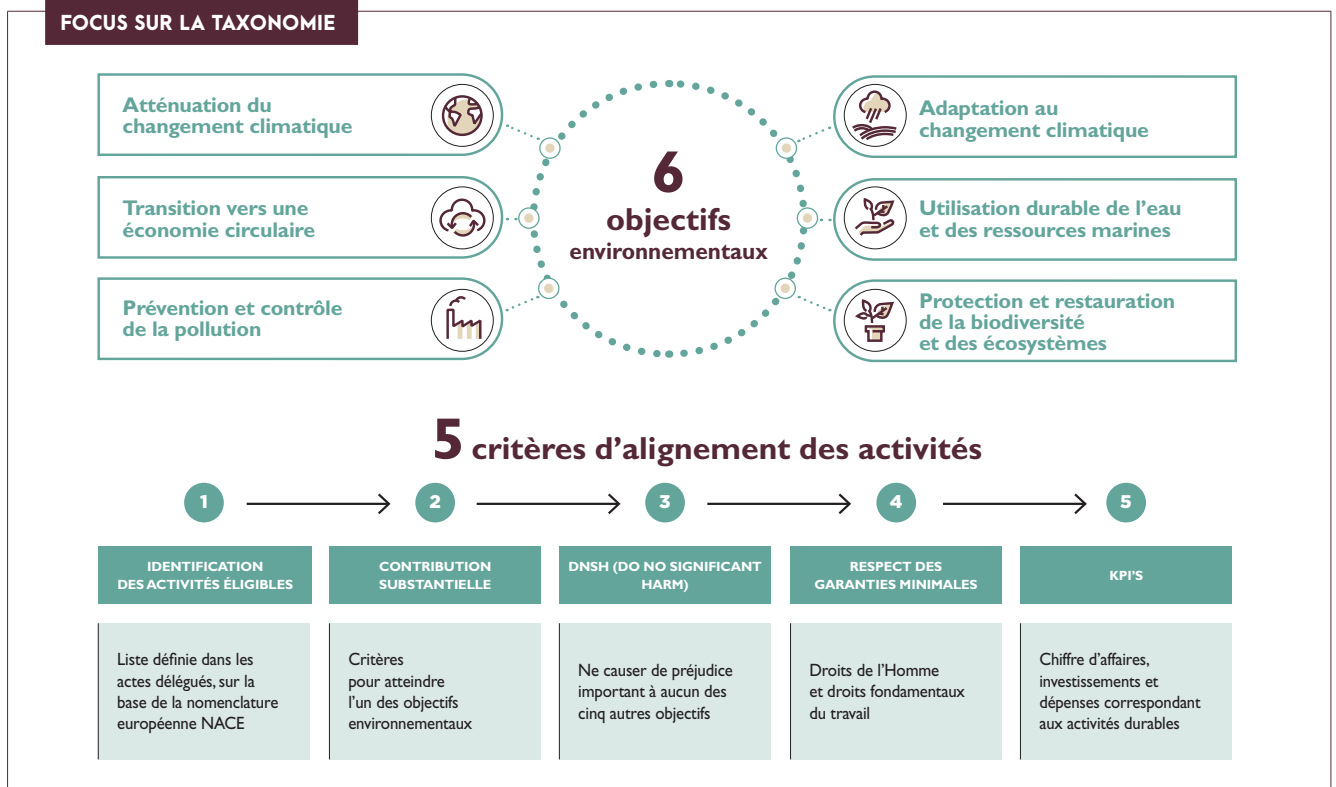 FOCUS SUR LA TAXONOMIE
Atténuation du
changement climatique
Transition vers une
économie circulaire
Prévention et contrôle
de la pollution
6
objectifs
environnementaux
Adaptation au
changement climatique
Utilisation durable de l’eau
et des ressources marines
Protection et restauration
de la biodiversité
et des écosystèmes
5 critères d’alignement des activités
1
IDENTIFICATION
DES ACTIVITÉS ÉLIGIBLES
Liste définie dans les
actes délégués, sur la
base de la nomenclature
européenne NACE
2
CONTRIBUTION
SUBSTANTIELLE
Critères
pour atteindre
l’un des objectifs
environnementaux
3
DNSH (DO NO SIGNIFICANT
HARM)
Ne causer de préjudice
important à aucun des
cinq autres objectifs
4
RESPECT DES
GARANTIES MINIMALES
Droits de l’Homme
et droits fondamentaux
du travail
5
KPI’S
Chiffre d’affaires,
investissements et
dépenses correspondant
aux activités durables